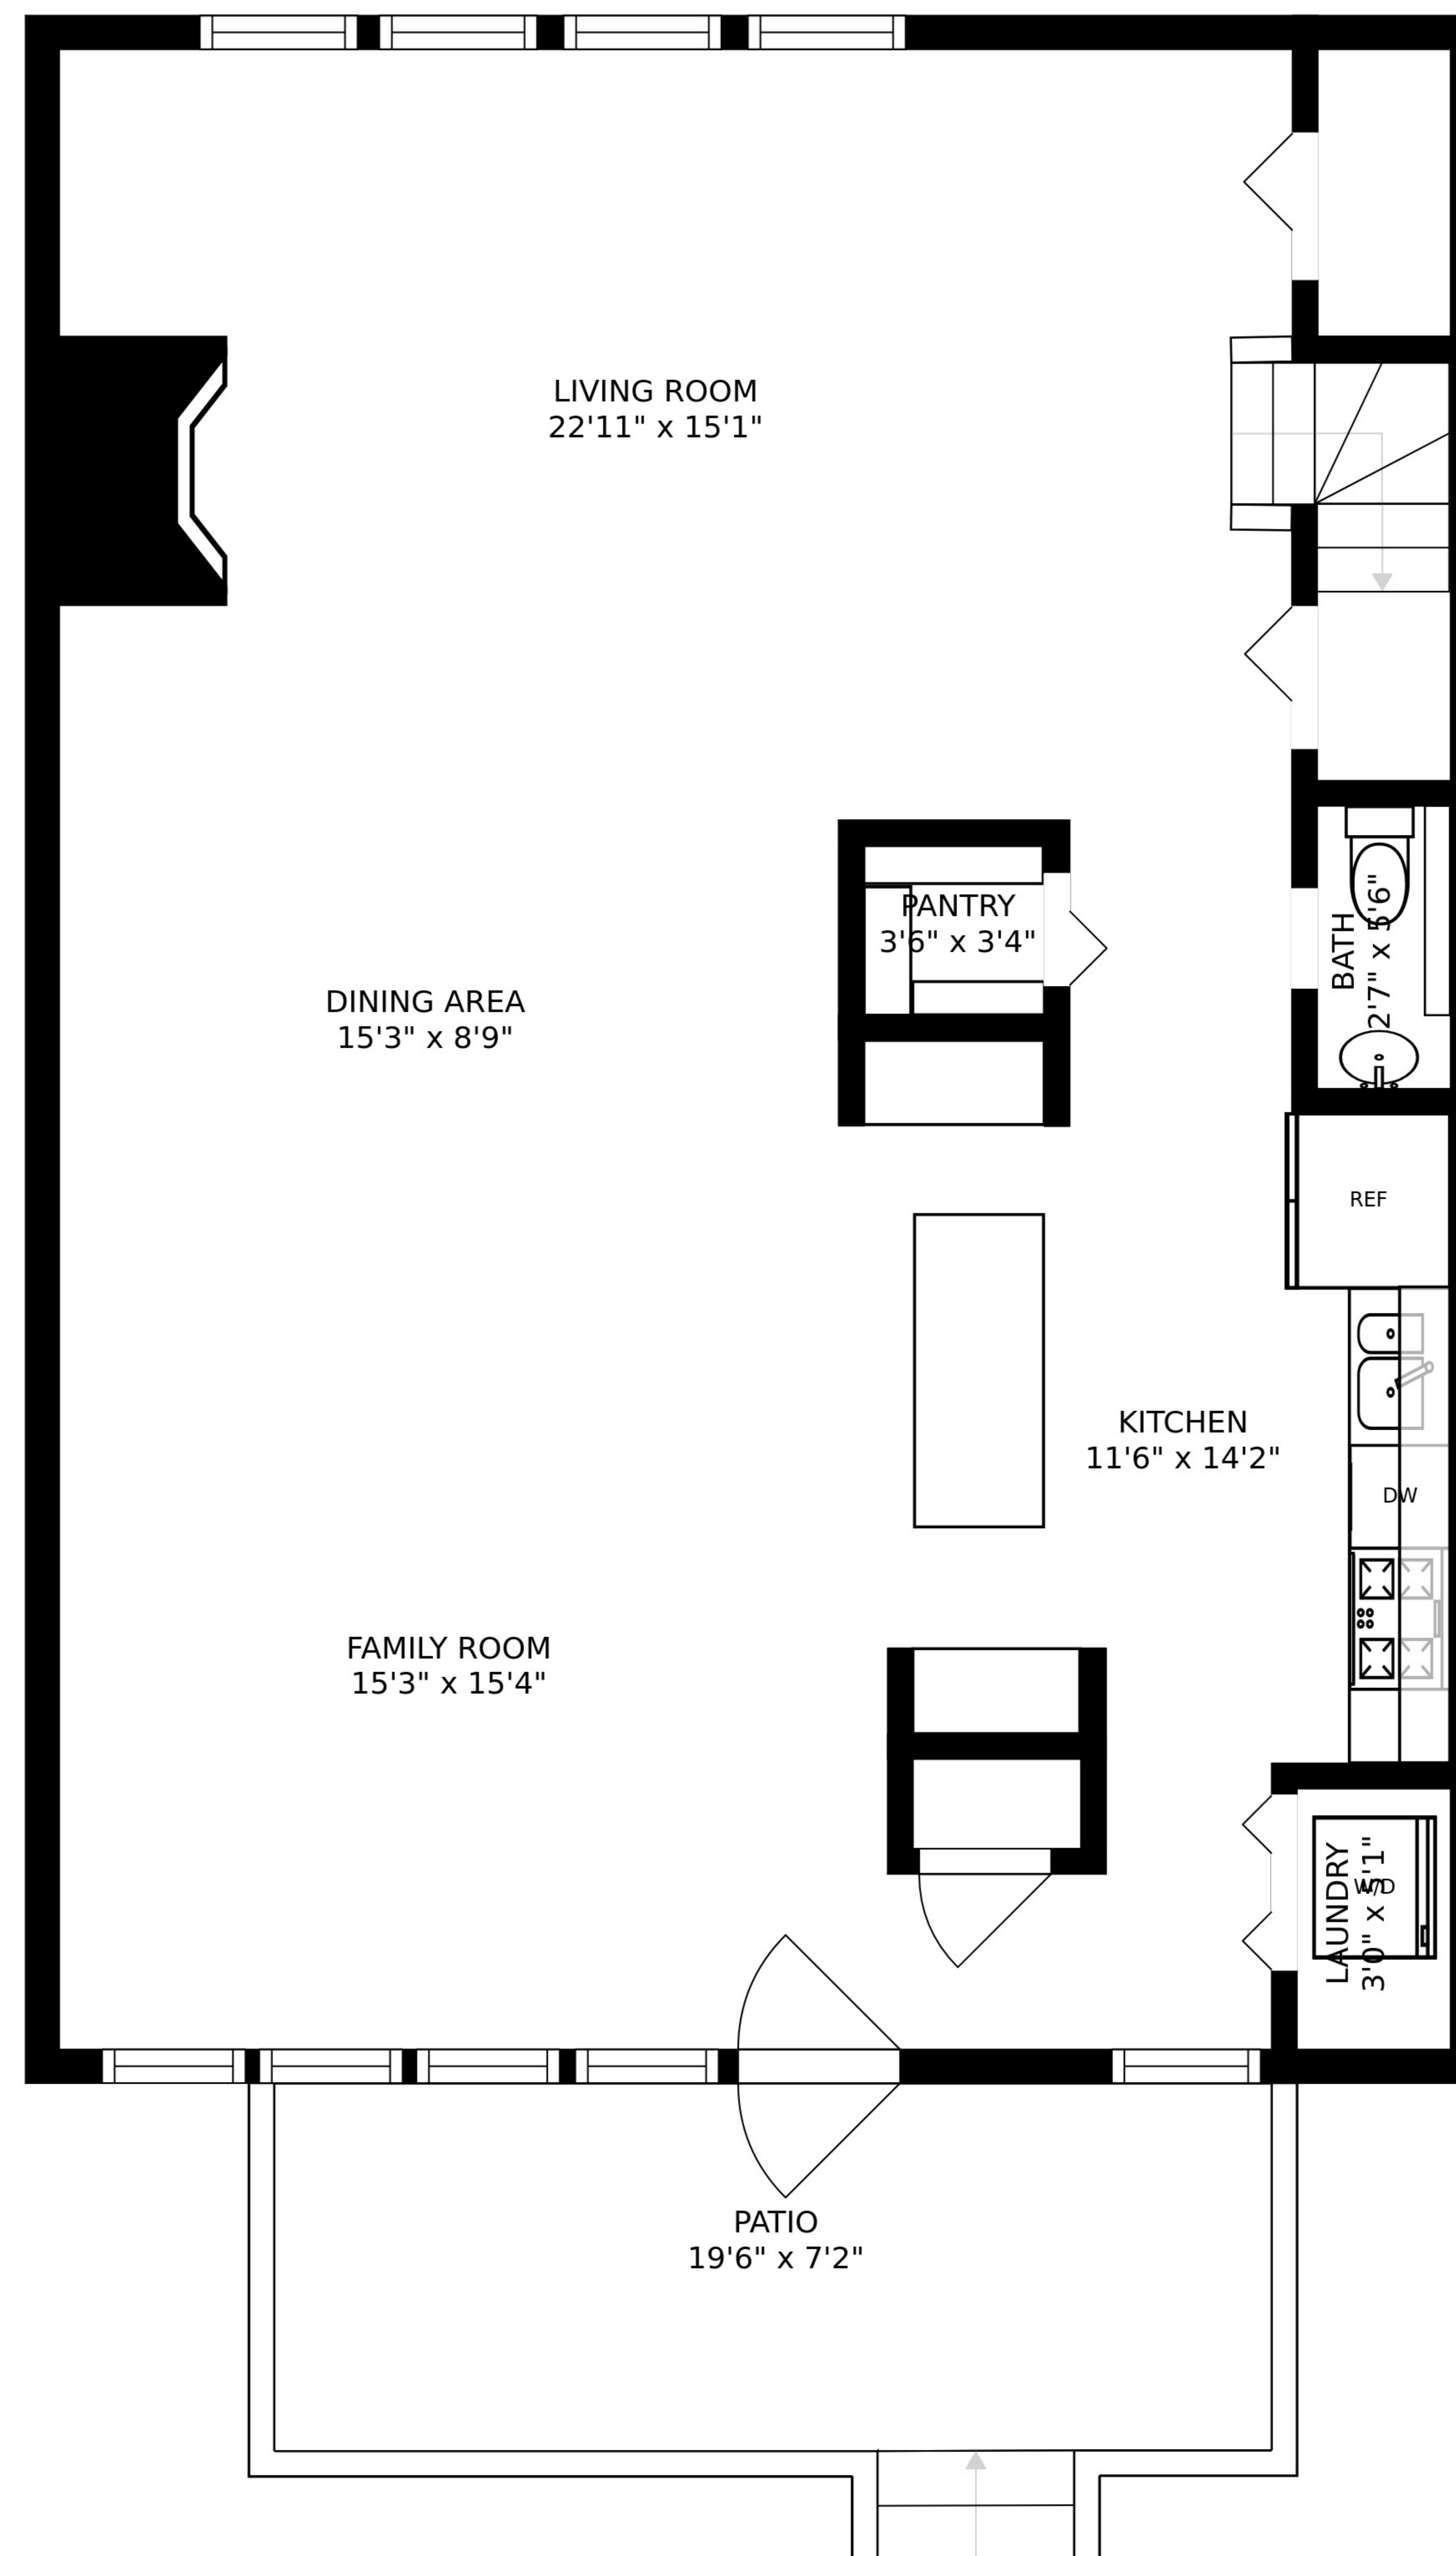 LIVING ROOM
22'11" x 15'1"
PANTRY
3'6" x 3'4"
BATH
2'7" x 5'6"
DINING AREA
15'3" x 8'9"
REF
KITCHEN
11'6" x 14'2"
DW
FAMILY ROOM
15'3" x 15'4"
LAUNDRY
3'0" x 5'1"
W/D
PATIO
19'6" x 7'2"